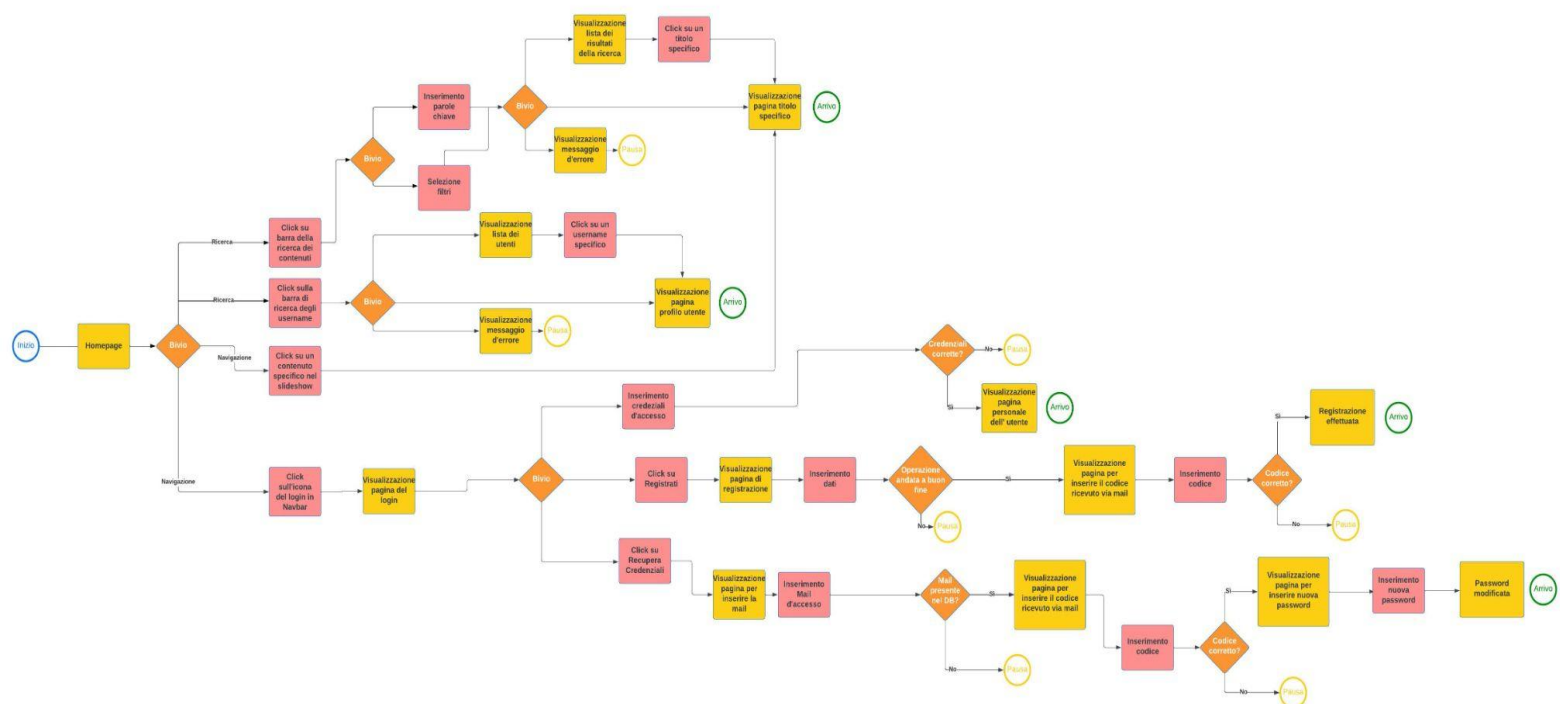 Visualizzazione
lista dei
risultati
della ricerca
Click su un
titolo
specifico
Inserimento
parole
chiave
Bivio
Visualizzazione
pagina titolo
specifico
Arrivo
Bivio
Visualizzazione
messaggio
d'errore
Pausa
Selezione
filtri
Ricerca
Click su
barra della
ricerca dei
contenuti
Visualizzazione
lista dei
utenti
Click su un
username
specifico
Ricerca
Click sulla
barra di
ricerca degli
username
Bivio
Visualizzazione
pagina
profilo utente
Arrivo
Visualizzazione
messaggio
d'errore
Pausa
Inizio
Homepage
Bivio
Navigazione
Click su un
contenuto
specifico nel
slideshow
Credenziali
corrette?
No
Pausa
Inserimento
credeziali
d'accesso
Sì
Visualizzazione
pagina
personale
dell' utente
Arrivo
Sì
Registrazione
effettuata
Arrivo
Navigazione
Click
sull'icona
del login in
Navbar
Visualizzazione
pagina del
login
Bivio
Click su
Registrati
Visualizzazione
pagina di
registrazione
Inserimento
dati
Operazione
andata a buon
fine
Sì
Visualizzazione
pagina per
inserire il codice
ricevuto via mail
Inserimento
codice
Codice
corretto?
No
Pausa
No
Pausa
Click su
Recupera
Credenziali
Visualizzazione
pagina per
inserire la
mail
Inserimento
Mail
d'accesso
Mail
presente
nel DB?
Sì
Visualizzazione
pagina per
inserire il codice
ricevuto via mail
Sì
Visualizzazione
pagina per
inserire nuova
password
Inserimento
nuova
password
Password
modificata
Arrivo
Inserimento
codice
Codice
corretto?
No
Pausa
No
Pausa